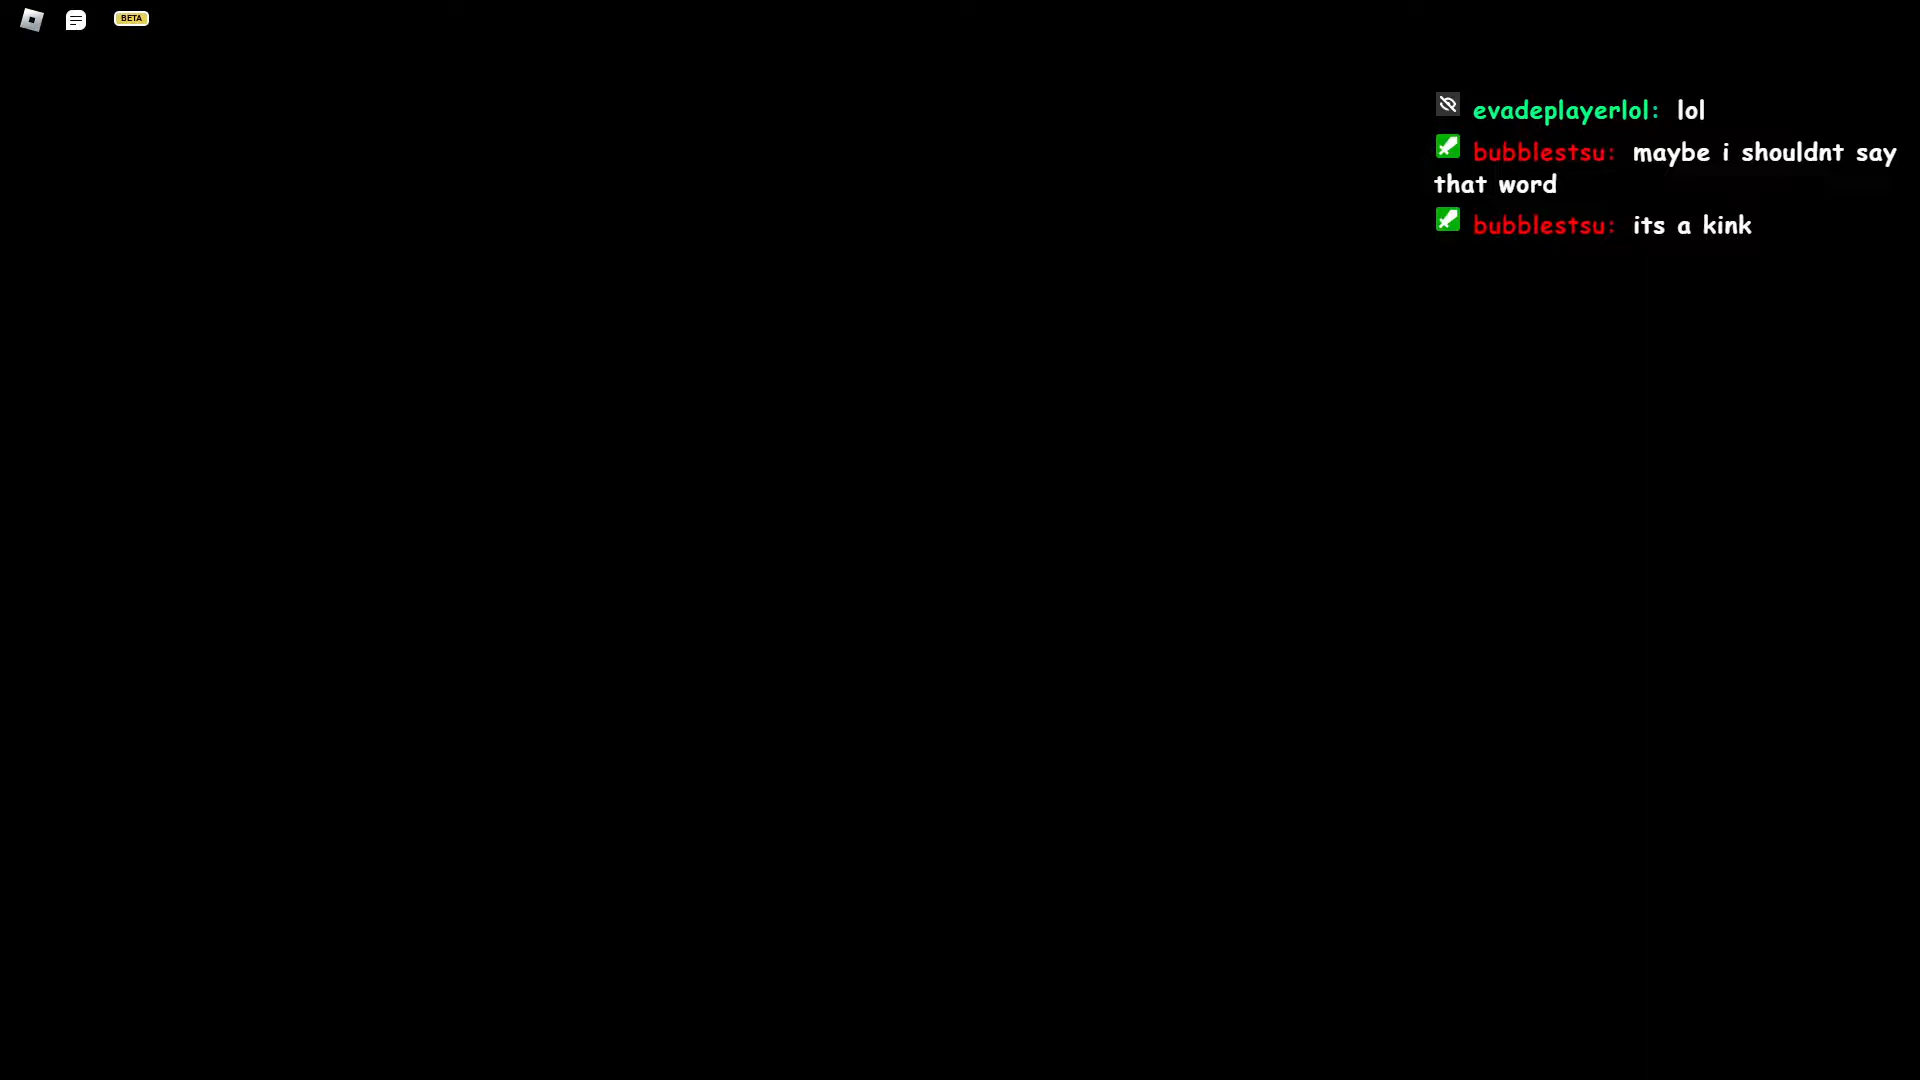 BETA
evadeplayerlol: lol
bubblestsu: maybe i shouldnt say
that word
bubblestsu: its a kink